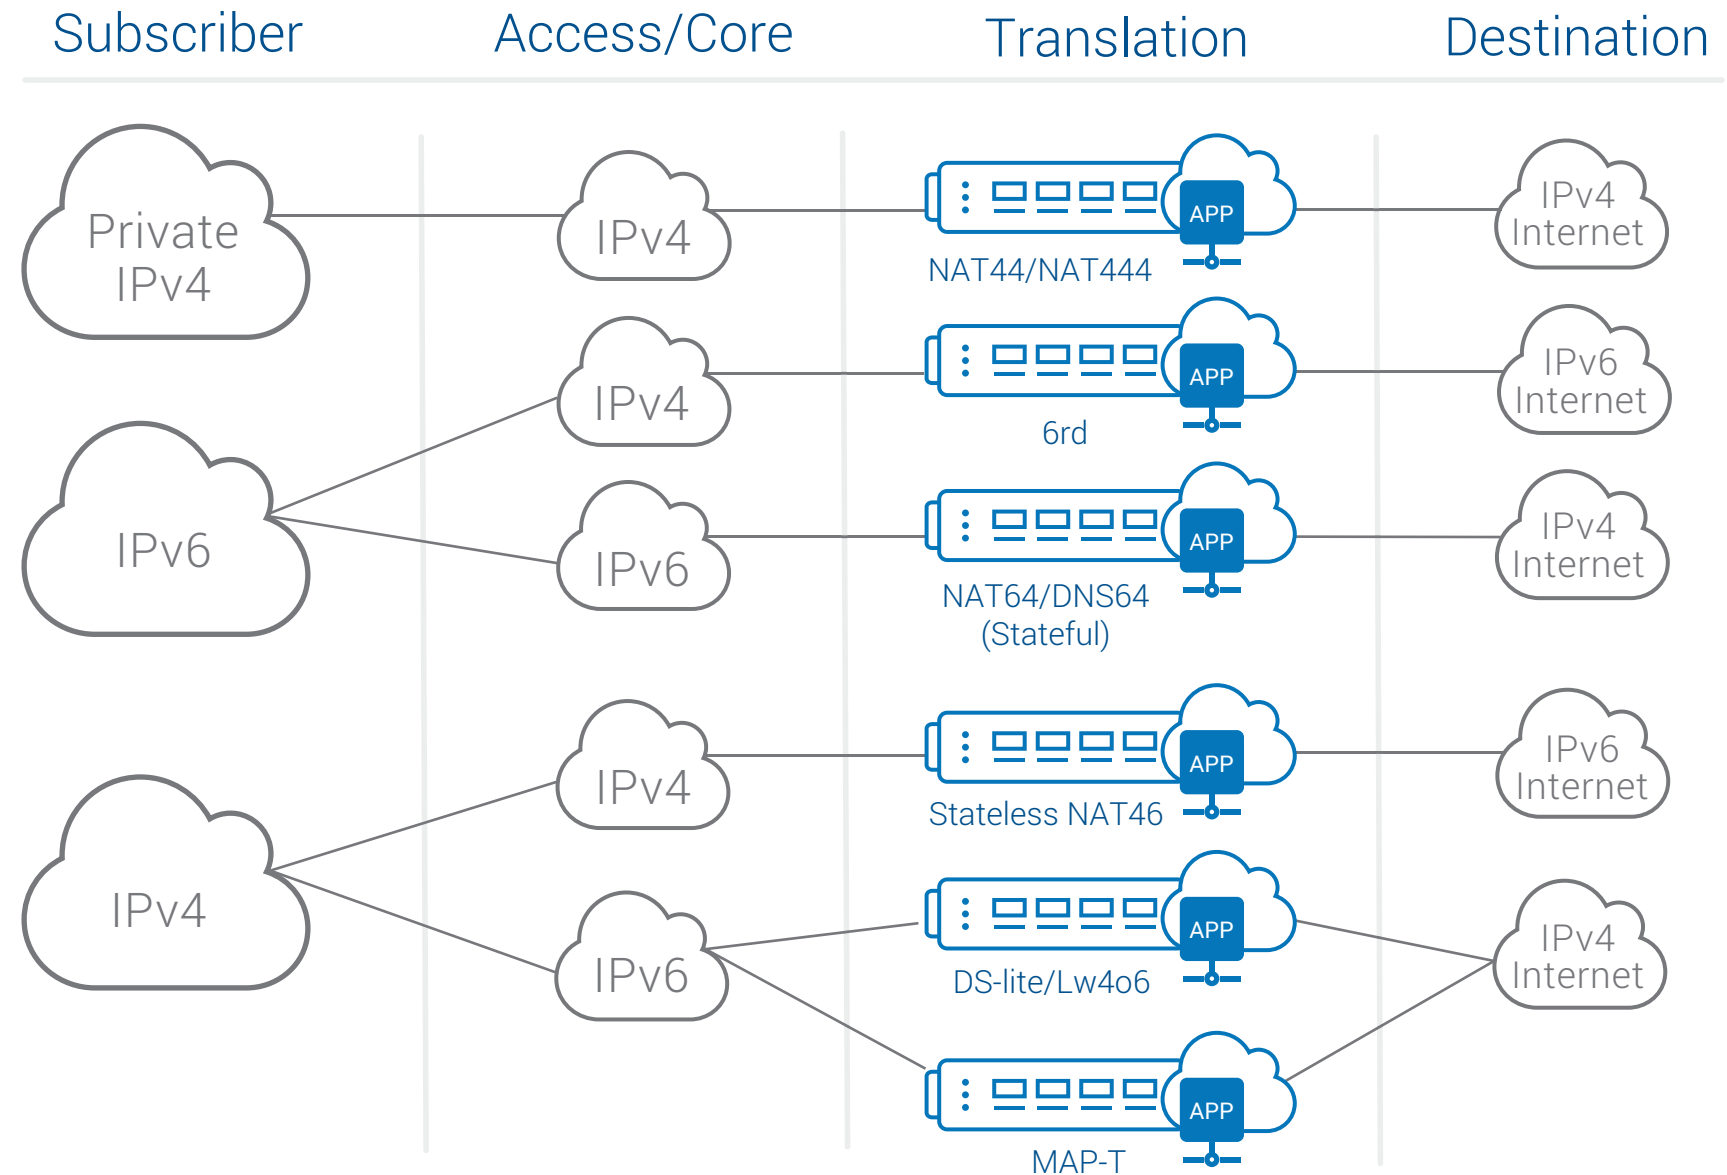 Subscriber
Access/Core
Translation
Destination
Private
IPv4
IPv4
APP
NAT44/NAT444
IPv4
Internet
IPv4
APP
6rd
IPv6
Internet
IPv6
IPv6
APP
NAT64/DNS64
(Stateful)
IPv4
Internet
IPv4
IPv4
APP
Stateless NAT46
IPv6
Internet
IPv6
APP
DS-lite/Lw4o6
IPv4
Internet
APP
MAP-T